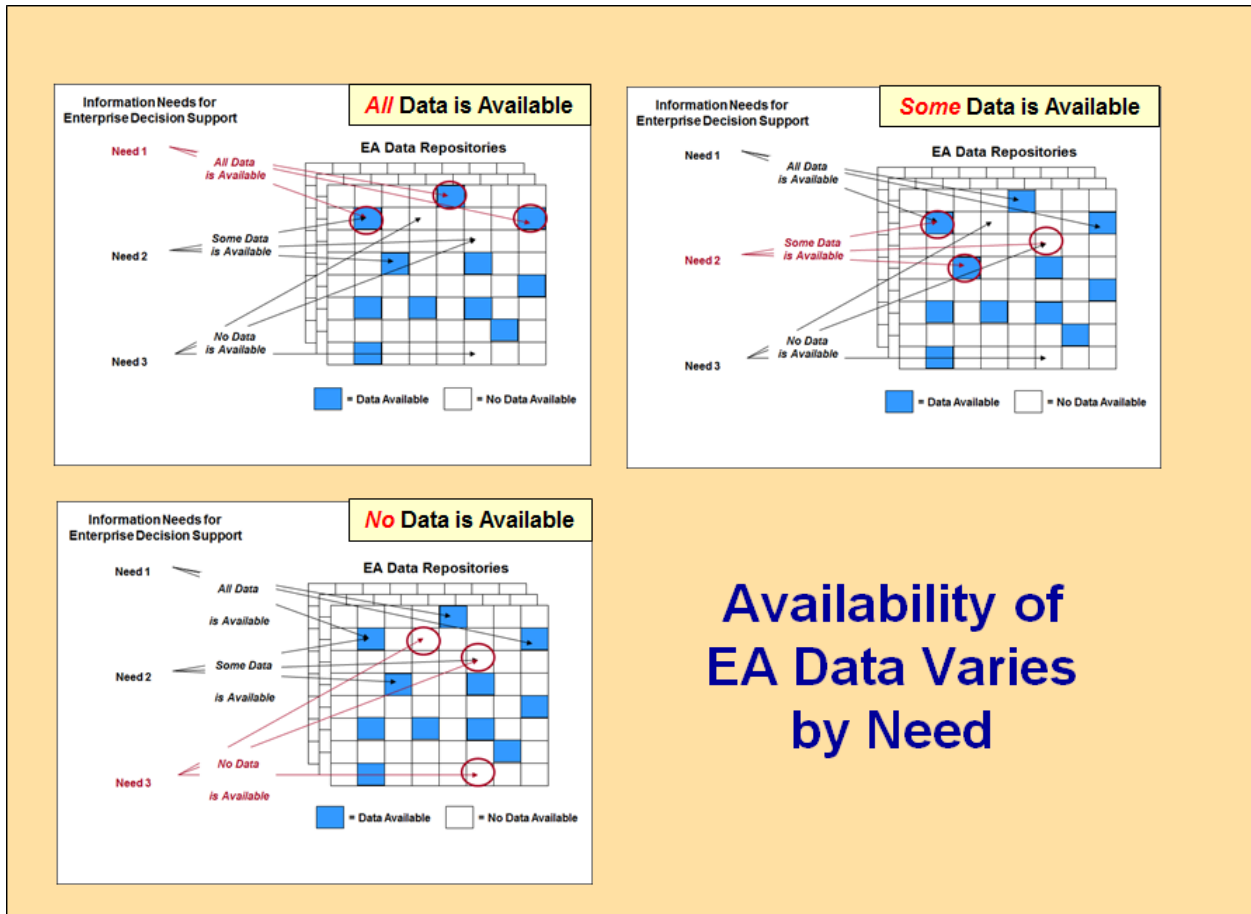 Information Needs for
Enterprise Decision Support
All Data is Available
EA Data Repositories
Need 1
All Data
is Available
Some Data
is Available
Need 2
No Data
is Available
Need 3
= Data Available
= No Data Available
Information Needs for
Enterprise Decision Support
Some Data is Available
EA Data Repositories
Need 1
All Data
is Available
Some Data
is Available
Need 2
No Data
is Available
Need 3
= Data Available
= No Data Available
Information Needs for
Enterprise Decision Support
No Data is Available
EA Data Repositories
Need 1
All Data
is Available
Some Data
Need 2
is Available
No Data
Need 3
is Available
= Data Available
= No Data Available
Availability of
EA Data Varies
by Need